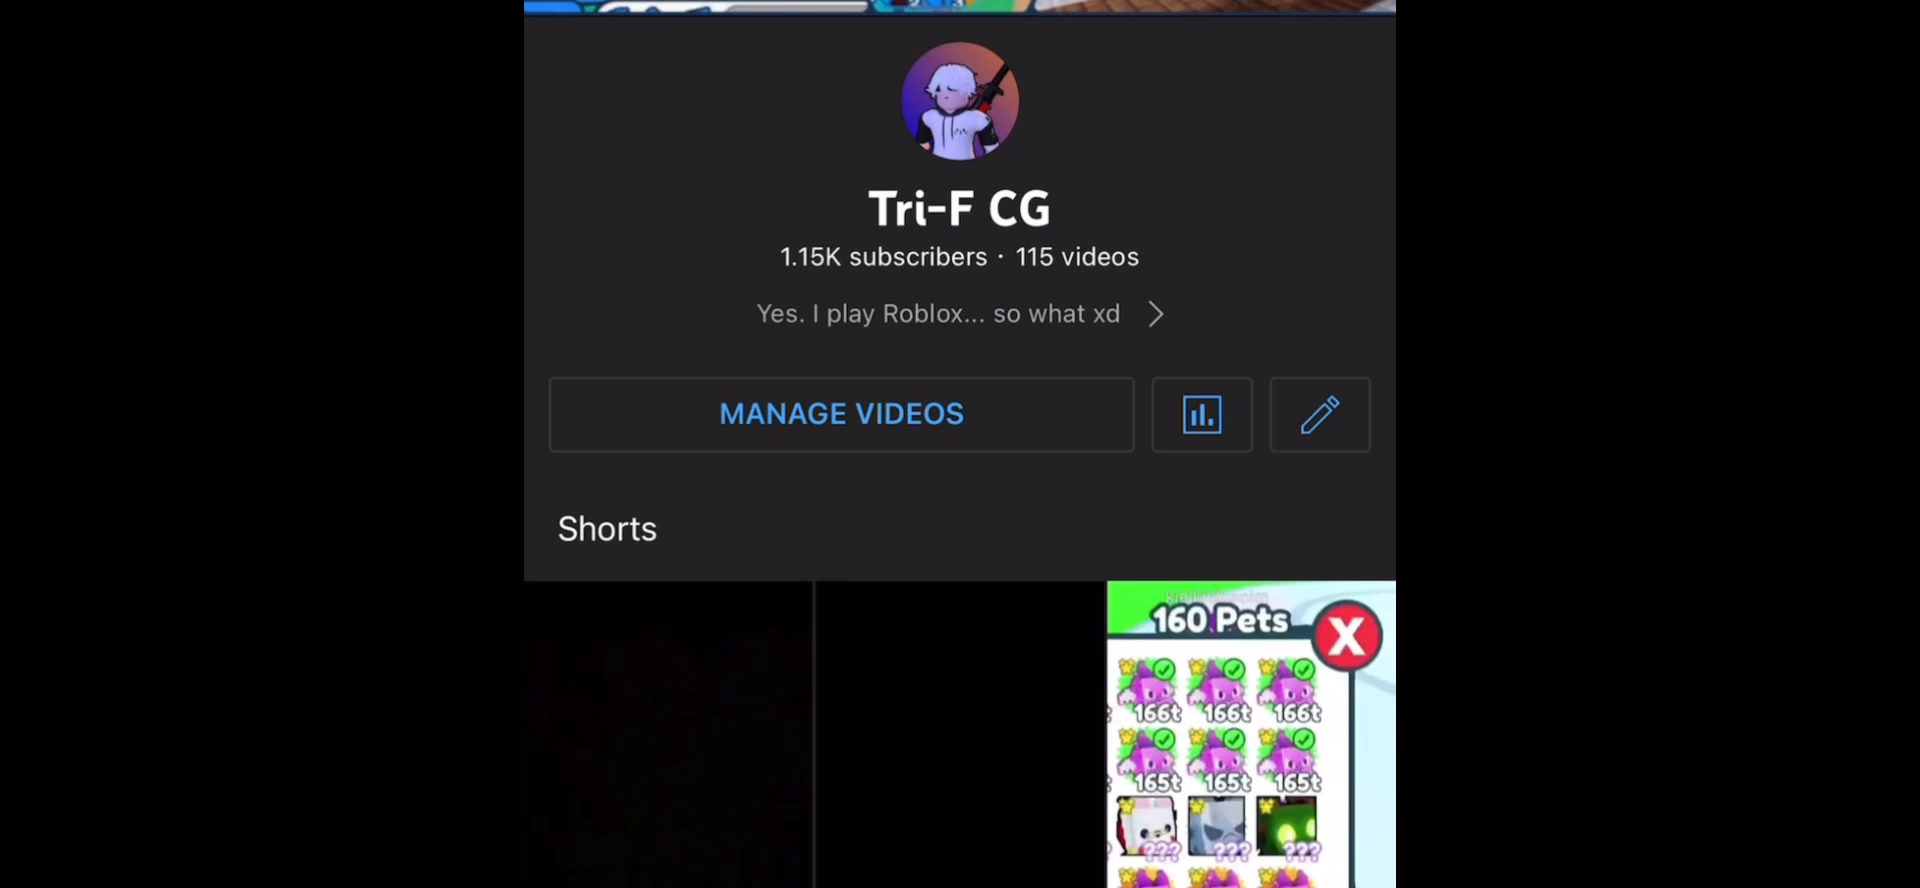 Tri-F CG
1.15K subscribers · 115 videos
Yes. I play Roblox... so what xd
MANAGE VIDEOS
Shorts
160 Pets
X
166t 166t 166t
165t 165t 165t
??? ??? ???